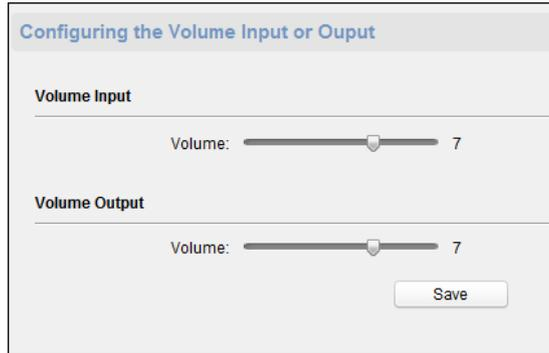 Configuring the Volume Input or Ouput
Volume Input
Volume: 7
Volume Output
Volume: 7
Save